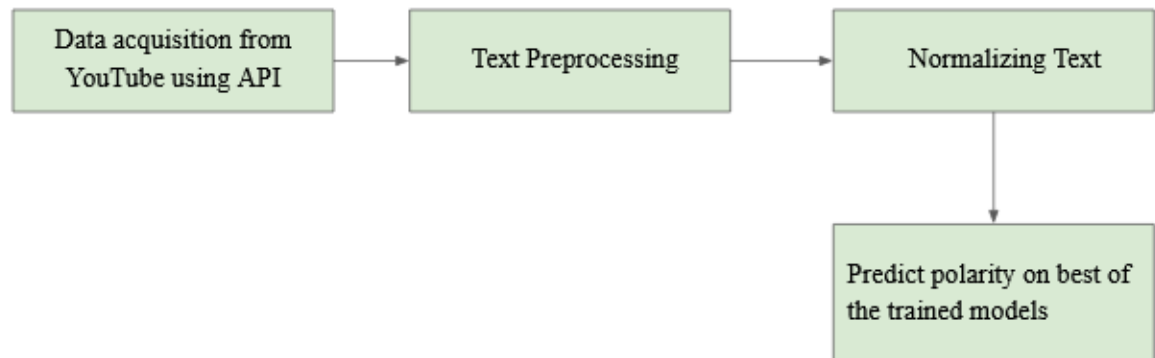 Data acquisition from
YouTube using API
Text Preprocessing
Normalizing Text
Predict polarity on best of
the trained models